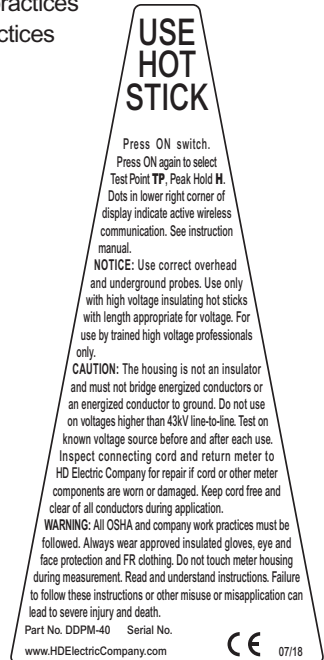 practices
ctices
USE
HOT
STICK
Press ON switch.
Press ON again to select
Test Point TP, Peak Hold H.
Dots in lower right corner of
display indicate active wireless
communication. See instruction
manual.
NOTICE: Use correct overhead
and underground probes. Use only
with high voltage insulating hot sticks
with length appropriate for voltage. For
use by trained high voltage professionals
only.
CAUTION: The housing is not an insulator
and must not bridge energized conductors or
an energized conductor to ground. Do not use
on voltages higher than 43kV line-to-line. Test on
known voltage source before and after each use.
Inspect connecting cord and return meter to
HD Electric Company for repair if cord or other meter
components are worn or damaged. Keep cord free and
clear of all conductors during application.
WARNING: All OSHA and company work practices must be
followed. Always wear approved insulated gloves, eye and
face protection and FR clothing. Do not touch meter housing
during measurement. Read and understand instructions. Failure
to follow these instructions or other misuse or misapplication can
lead to severe injury and death.
Part No. DDPM-40 Serial No.
www.HDElectricCompany.com CE 07/18